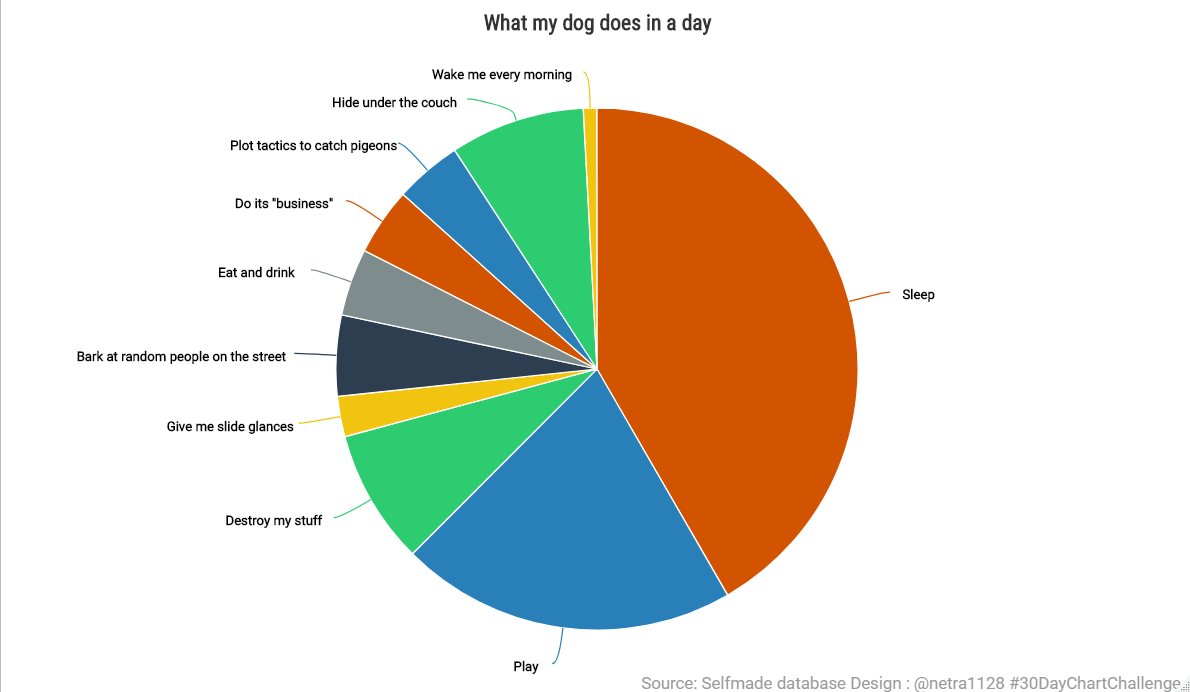 What my dog does in a day
Wake me every morning
Hide under the couch
Plot tactics to catch pigeons
Do its "business"
Eat and drink
Sleep
Bark at random people on the street
Give me slide glances
Destroy my stuff
Play
Source: Selfmade database Design : @netra1128 #30DayChartChallenge